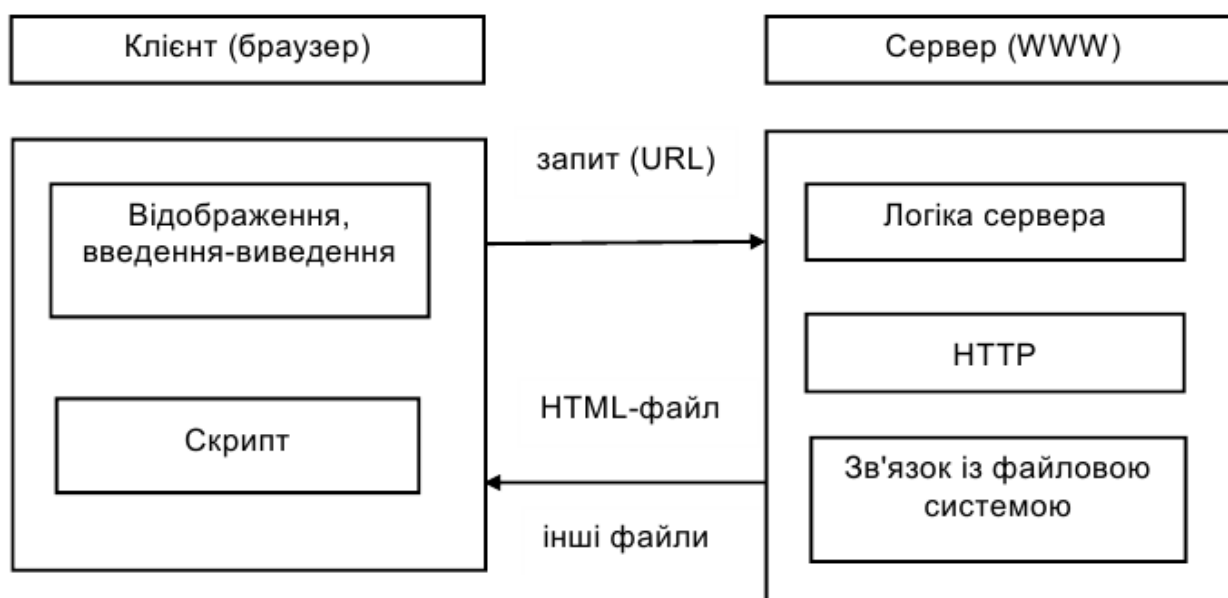 Клієнт (браузер)
Сервер (WWW)
запит (URL)
Відображення,
введення-виведення
Логіка сервера
HTTP
HTML-файл
Скрипт
Зв'язок із файловою
системою
інші файли